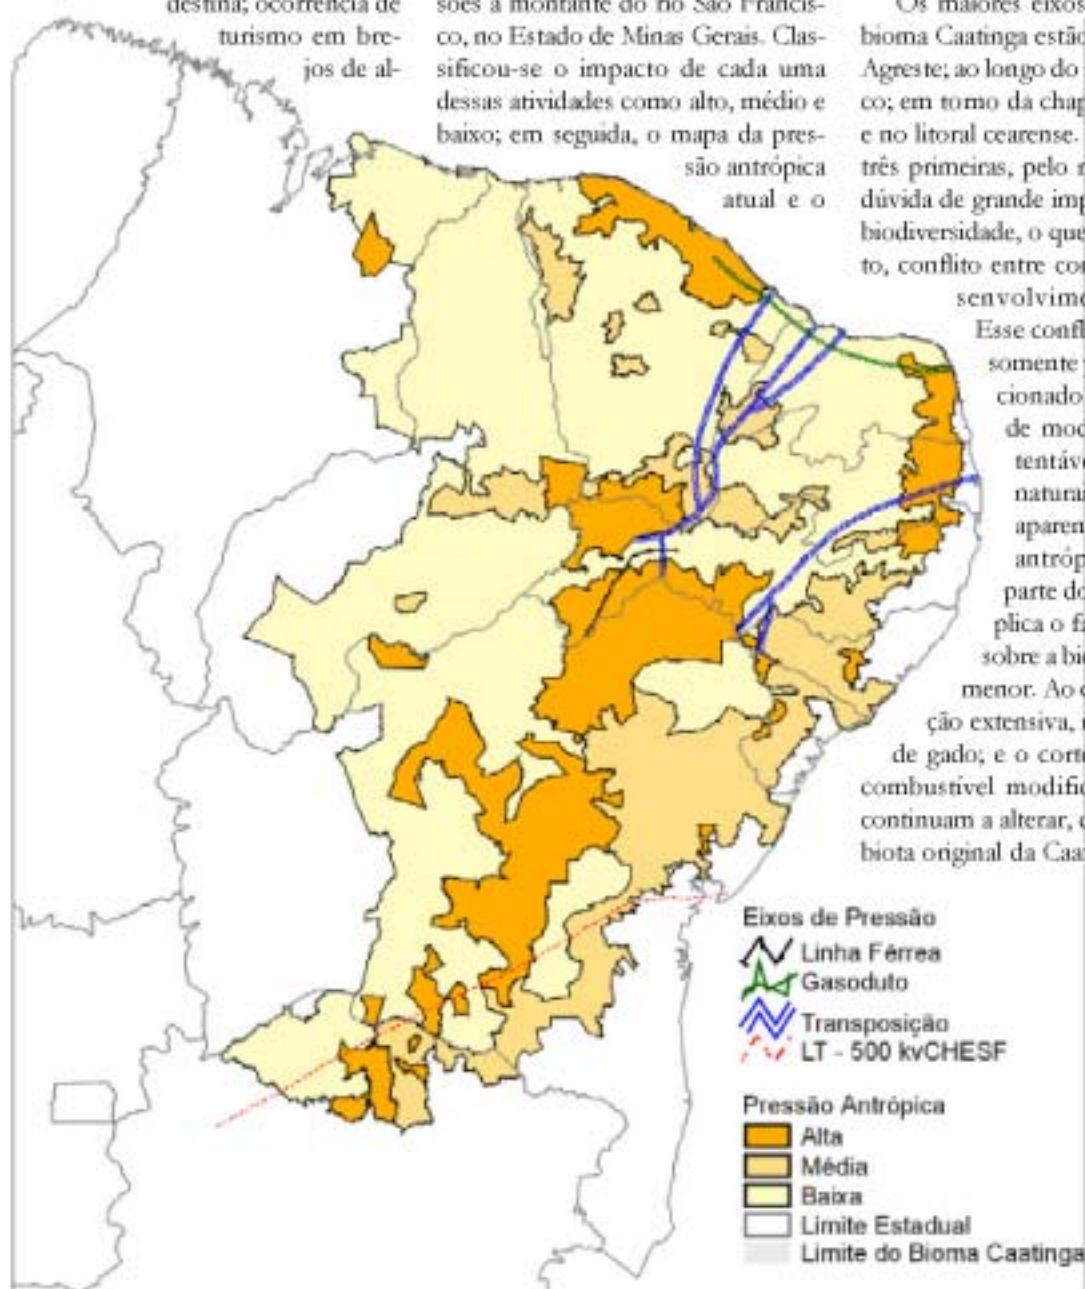 destina; ocorrência de
turismo em bre-
jos de al-
sões à montante do rio São Francis-
co, no Estado de Minas Gerais. Clas-
sificou-se o impacto de cada uma
dessas atividades como alto, médio e
baixo; em seguida, o mapa da pres-
são antrópica
atual e o
Os maiores eixos
bioma Caatinga estão
Agreste; ao longo do
co; em torno da chap
e no litoral cearense.
três primeiras, pelo
dúvida de grande imp
biodiversidade, o que
to, conflito entre con
senvolvime
Esse confl
somente
cionado
de mod
tentáve
naturai
aparen
antróp
parte do
plica o fa
sobre a bi
menor. Ao
ção extensiva,
de gado; e o cort
combustível modific
continuam a alterar,
biota original da Caa
Eixos de Pressão
Linha Férrea
Gasoduto
Transposição
LT - 500 kvCHESF
Pressão Antrópica
Alta
Média
Baixa
Limite Estadual
Limite do Bioma Caatinga